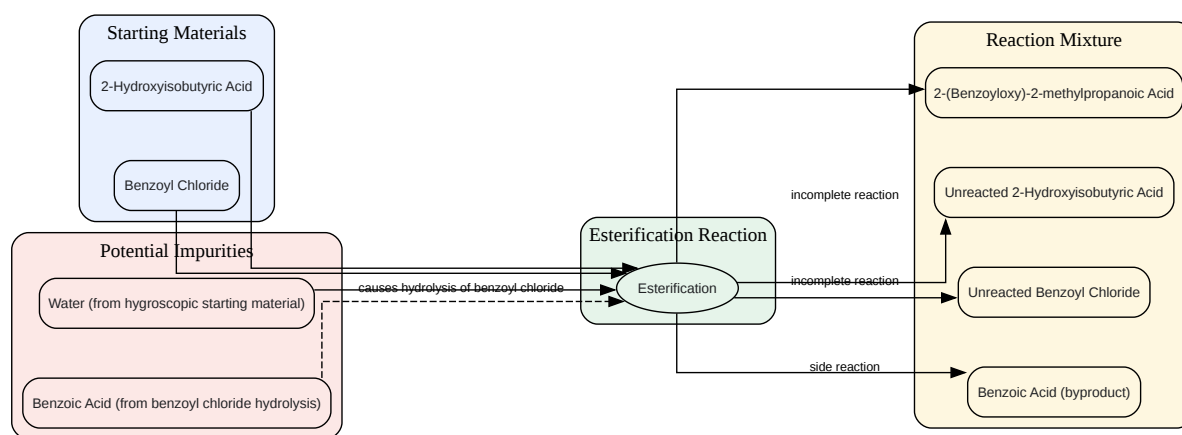 Starting Materials
2-Hydroxyisobutyric Acid
Benzoyl Chloride
Potential Impurities
Water (from hygroscopic starting material)
Benzoic Acid (from benzoyl chloride hydrolysis)
causes hydrolysis of benzoyl chloride
Esterification Reaction
Esterification
incomplete reaction
incomplete reaction
side reaction
Reaction Mixture
2-(Benzoyloxy)-2-methylpropanoic Acid
Unreacted 2-Hydroxyisobutyric Acid
Unreacted Benzoyl Chloride
Benzoic Acid (byproduct)